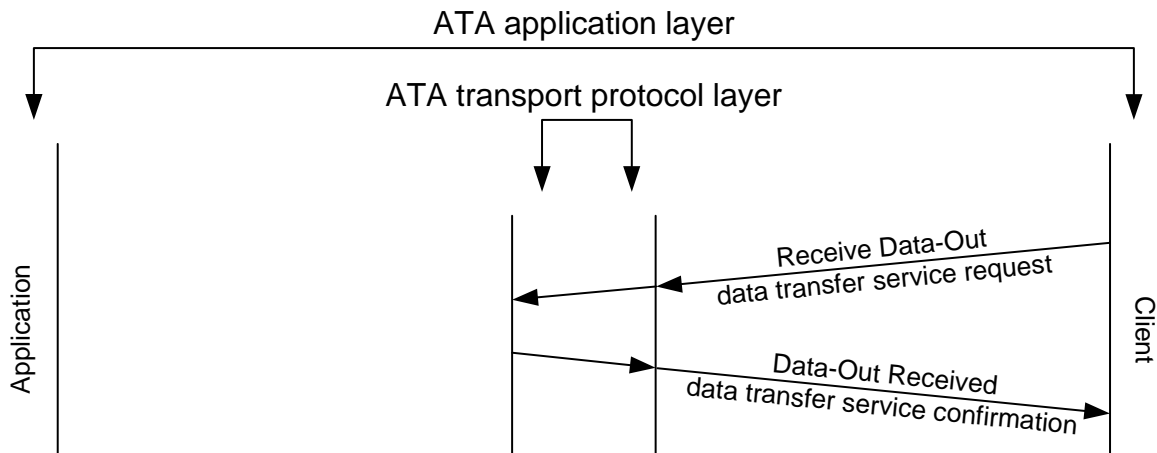 ATA application layer
ATA transport protocol layer
Application
Receive Data-Out
data transfer service request
Client
Data-Out Received
data transfer service confirmation